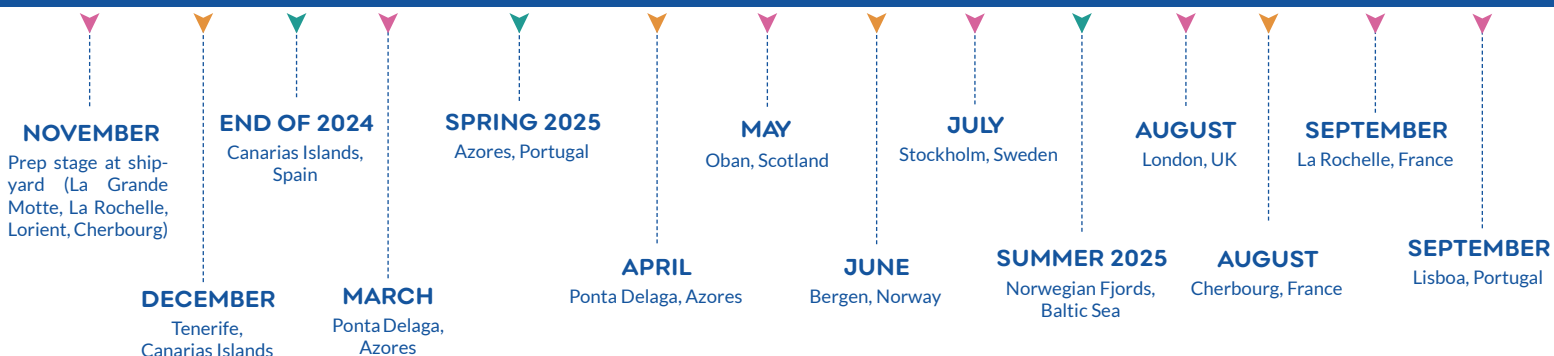 NOVEMBER
Prep stage at ship-
yard (La Grande
Motte, La Rochelle,
Lorient, Cherbourg)
DECEMBER
Tenerife,
Canarias Islands
END OF 2024
Canarias Islands,
Spain
MARCH
Ponta Delaga,
Azores
SPRING 2025
Azores, Portugal
APRIL
Ponta Delaga, Azores
MAY
Oban, Scotland
JUNE
Bergen, Norway
JULY
Stockholm, Sweden
SUMMER 2025
Norwegian Fjords,
Baltic Sea
AUGUST
London, UK
AUGUST
Cherbourg, France
SEPTEMBER
La Rochelle, France
SEPTEMBER
Lisboa, Portugal